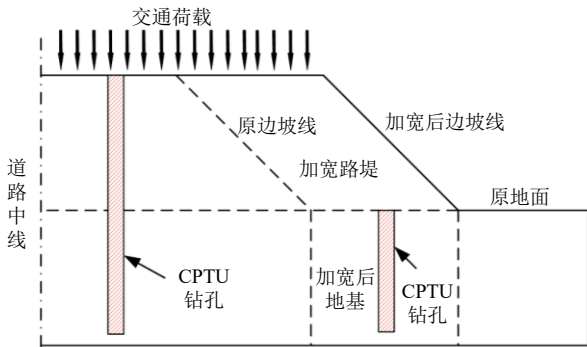 交通荷载
原边坡线
加宽后边坡线
加宽路堤
道路中线
原地面
CPTU
钻孔
加宽后
地基
CPTU
钻孔